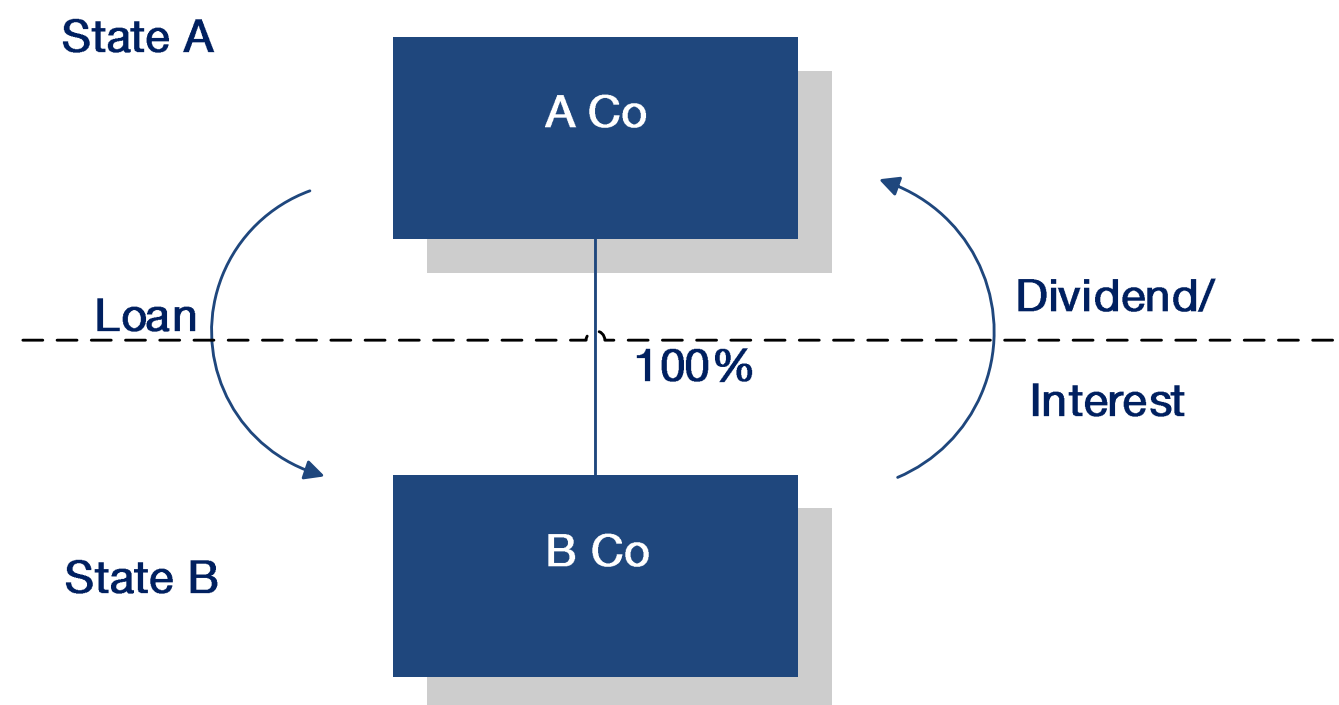 State A
A Co
Loan
Dividend/
100%
Interest
B Co
State B